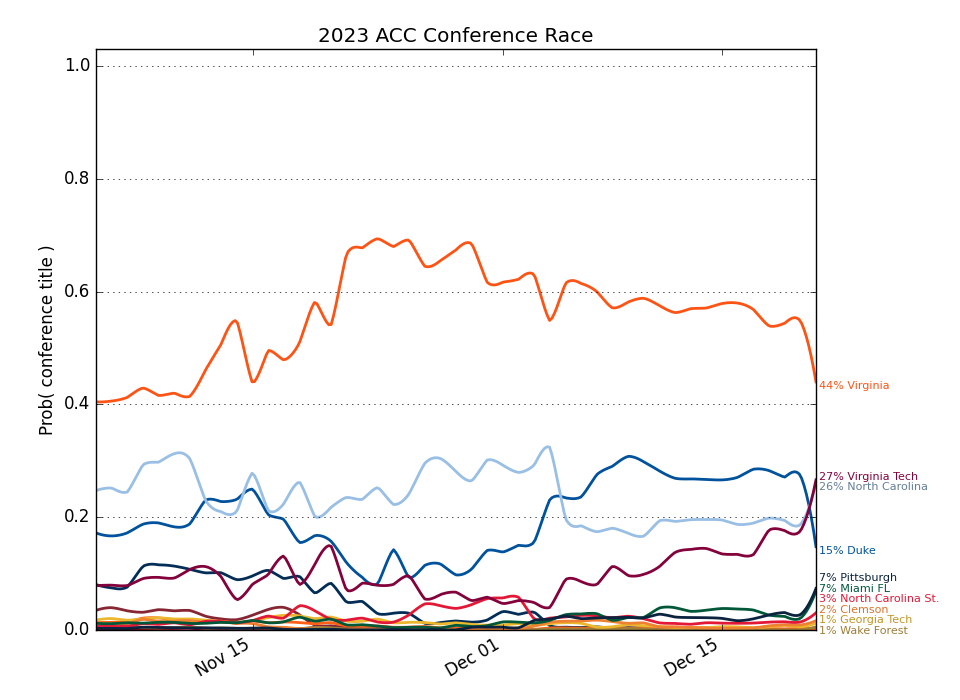 2023 ACC Conference Race
Prob( conference title )
1.0
0.8
0.6
0.4
0.2
0.0
Nov 15
Dec 01
Dec 15
44% Virginia
27% Virginia Tech
26% North Carolina
15% Duke
7% Pittsburgh
7% Miami FL
3% North Carolina St.
2% Clemson
1% Georgia Tech
1% Wake Forest